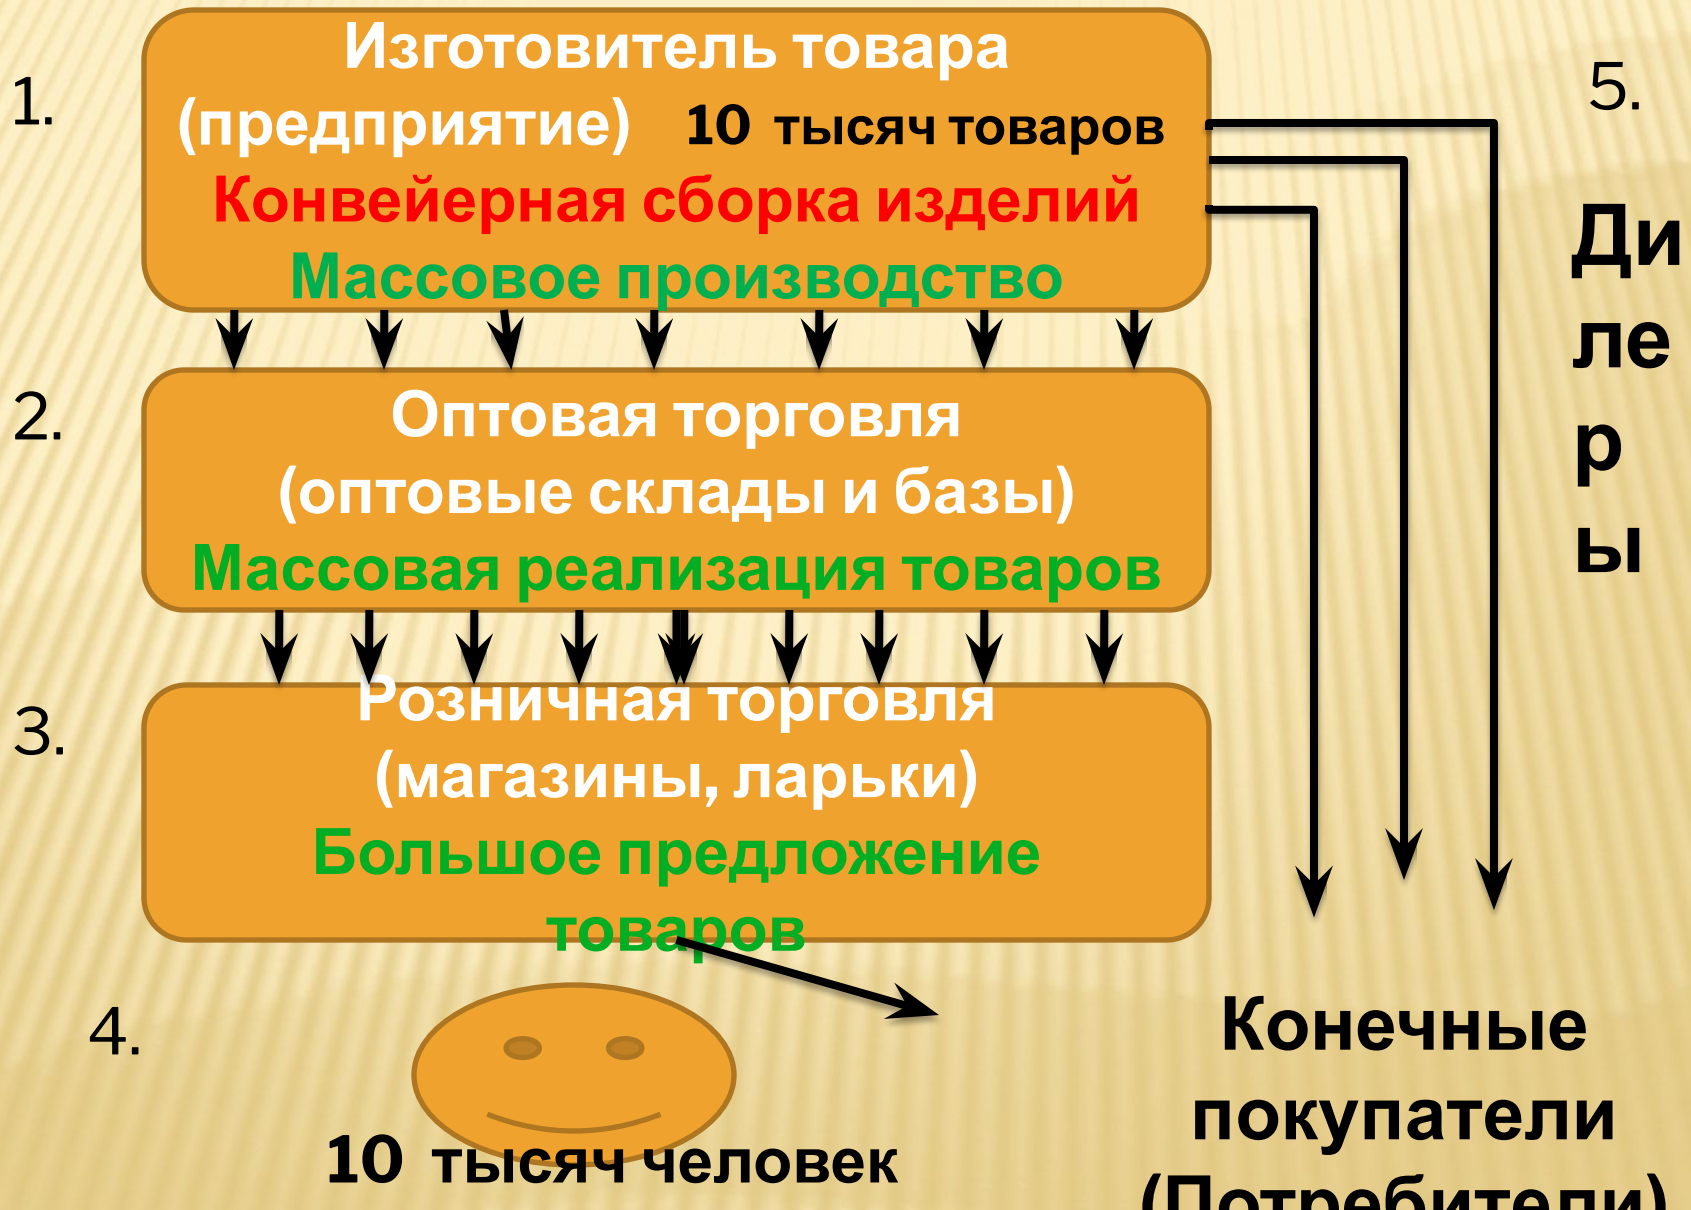 1.
Изготовитель товара
(предприятие) 10 тысяч товаров
Конвейерная сборка изделий
Массовое производство
2.
Оптовая торговля
(оптовые склады и базы)
Массовая реализация товаров
3.
Розничная торговля
(магазины, ларьки)
Большое предложение
товаров
4.
10 тысяч человек
5.
Ди
ле
р
ы
Конечные
покупатели
(Потребители)